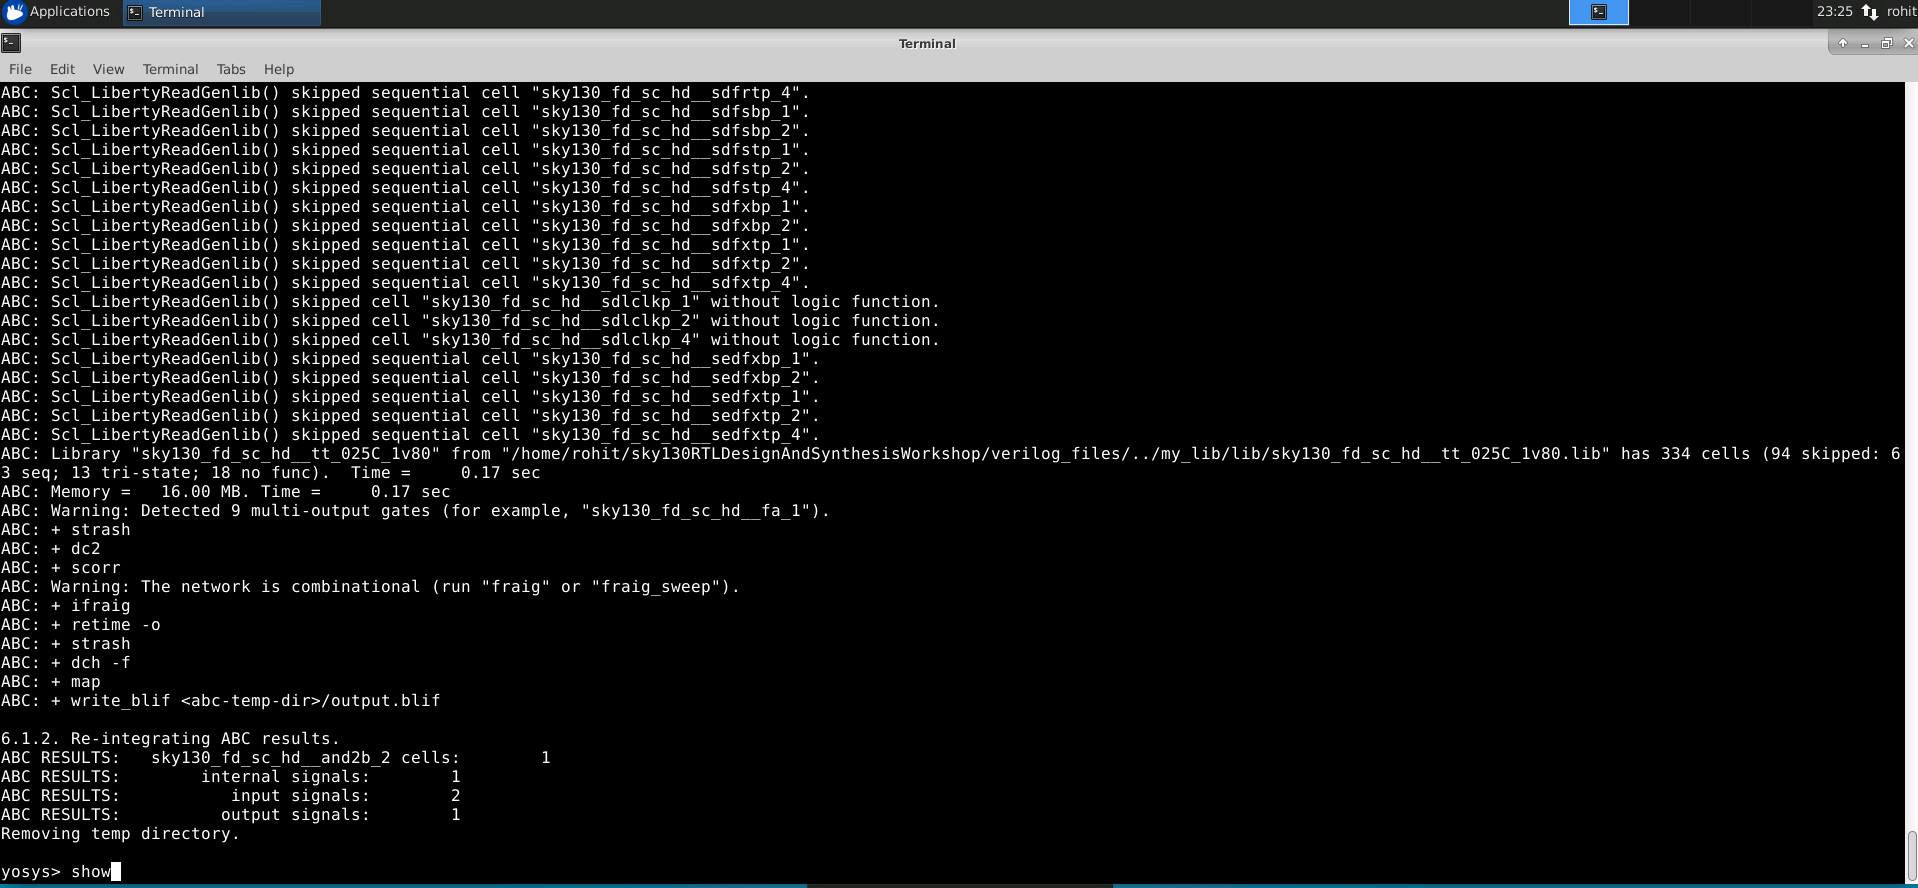 Applications Terminal 23:25 rohit
Terminal
File Edit View Terminal Tabs Help
ABC: Scl_LibertyReadGenlib() skipped sequential cell "sky130_fd_sc_hd__sdfrtp_4".
ABC: Scl_LibertyReadGenlib() skipped sequential cell "sky130_fd_sc_hd__sdfsbp_1".
ABC: Scl_LibertyReadGenlib() skipped sequential cell "sky130_fd_sc_hd__sdfsbp_2".
ABC: Scl_LibertyReadGenlib() skipped sequential cell "sky130_fd_sc_hd__sdfstp_1".
ABC: Scl_LibertyReadGenlib() skipped sequential cell "sky130_fd_sc_hd__sdfstp_2".
ABC: Scl_LibertyReadGenlib() skipped sequential cell "sky130_fd_sc_hd__sdfstp_4".
ABC: Scl_LibertyReadGenlib() skipped sequential cell "sky130_fd_sc_hd__sdfxbp_1".
ABC: Scl_LibertyReadGenlib() skipped sequential cell "sky130_fd_sc_hd__sdfxbp_2".
ABC: Scl_LibertyReadGenlib() skipped sequential cell "sky130_fd_sc_hd__sdfxtp_1".
ABC: Scl_LibertyReadGenlib() skipped sequential cell "sky130_fd_sc_hd__sdfxtp_2".
ABC: Scl_LibertyReadGenlib() skipped sequential cell "sky130_fd_sc_hd__sdfxtp_4".
ABC: Scl_LibertyReadGenlib() skipped cell "sky130_fd_sc_hd__sdlclkp_1" without logic function.
ABC: Scl_LibertyReadGenlib() skipped cell "sky130_fd_sc_hd__sdlclkp_2" without logic function.
ABC: Scl_LibertyReadGenlib() skipped cell "sky130_fd_sc_hd__sdlclkp_4" without logic function.
ABC: Scl_LibertyReadGenlib() skipped sequential cell "sky130_fd_sc_hd__sedfxbp_1".
ABC: Scl_LibertyReadGenlib() skipped sequential cell "sky130_fd_sc_hd__sedfxbp_2".
ABC: Scl_LibertyReadGenlib() skipped sequential cell "sky130_fd_sc_hd__sedfxtp_1".
ABC: Scl_LibertyReadGenlib() skipped sequential cell "sky130_fd_sc_hd__sedfxtp_2".
ABC: Scl_LibertyReadGenlib() skipped sequential cell "sky130_fd_sc_hd__sedfxtp_4".
ABC: Library "sky130_fd_sc_hd__tt_025C_1v80" from "/home/rohit/sky130RTLDesignAndSynthesisWorkshop/verilog_files/../my_lib/lib/sky130_fd_sc_hd__tt_025C_1v80.lib" has 334 cells (94 skipped: 6
3 seq; 13 tri-state; 18 no func).  Time =     0.17 sec
ABC: Memory =   16.00 MB. Time =     0.17 sec
ABC: Warning: Detected 9 multi-output gates (for example, "sky130_fd_sc_hd__fa_1").
ABC: + strash
ABC: + dc2
ABC: + scorr
ABC: Warning: The network is combinational (run "fraig" or "fraig_sweep").
ABC: + ifraig
ABC: + retime -o
ABC: + strash
ABC: + dch -f
ABC: + map
ABC: + write_blif <abc-temp-dir>/output.blif
6.1.2. Re-integrating ABC results.
ABC RESULTS:   sky130_fd_sc_hd__and2b_2 cells:        1
ABC RESULTS:        internal signals:        1
ABC RESULTS:           input signals:        2
ABC RESULTS:          output signals:        1
Removing temp directory.
yosys> show